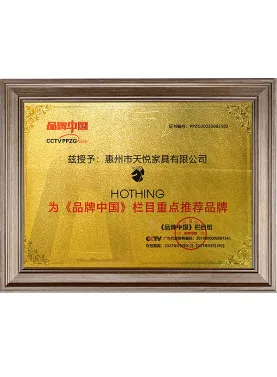 品牌中国
CCTVPPZG
兹授予：惠州市天悦家具有限公司
HOTHING
为《品牌中国》栏目重点推荐品牌
《品牌中国》栏目组
CCTV